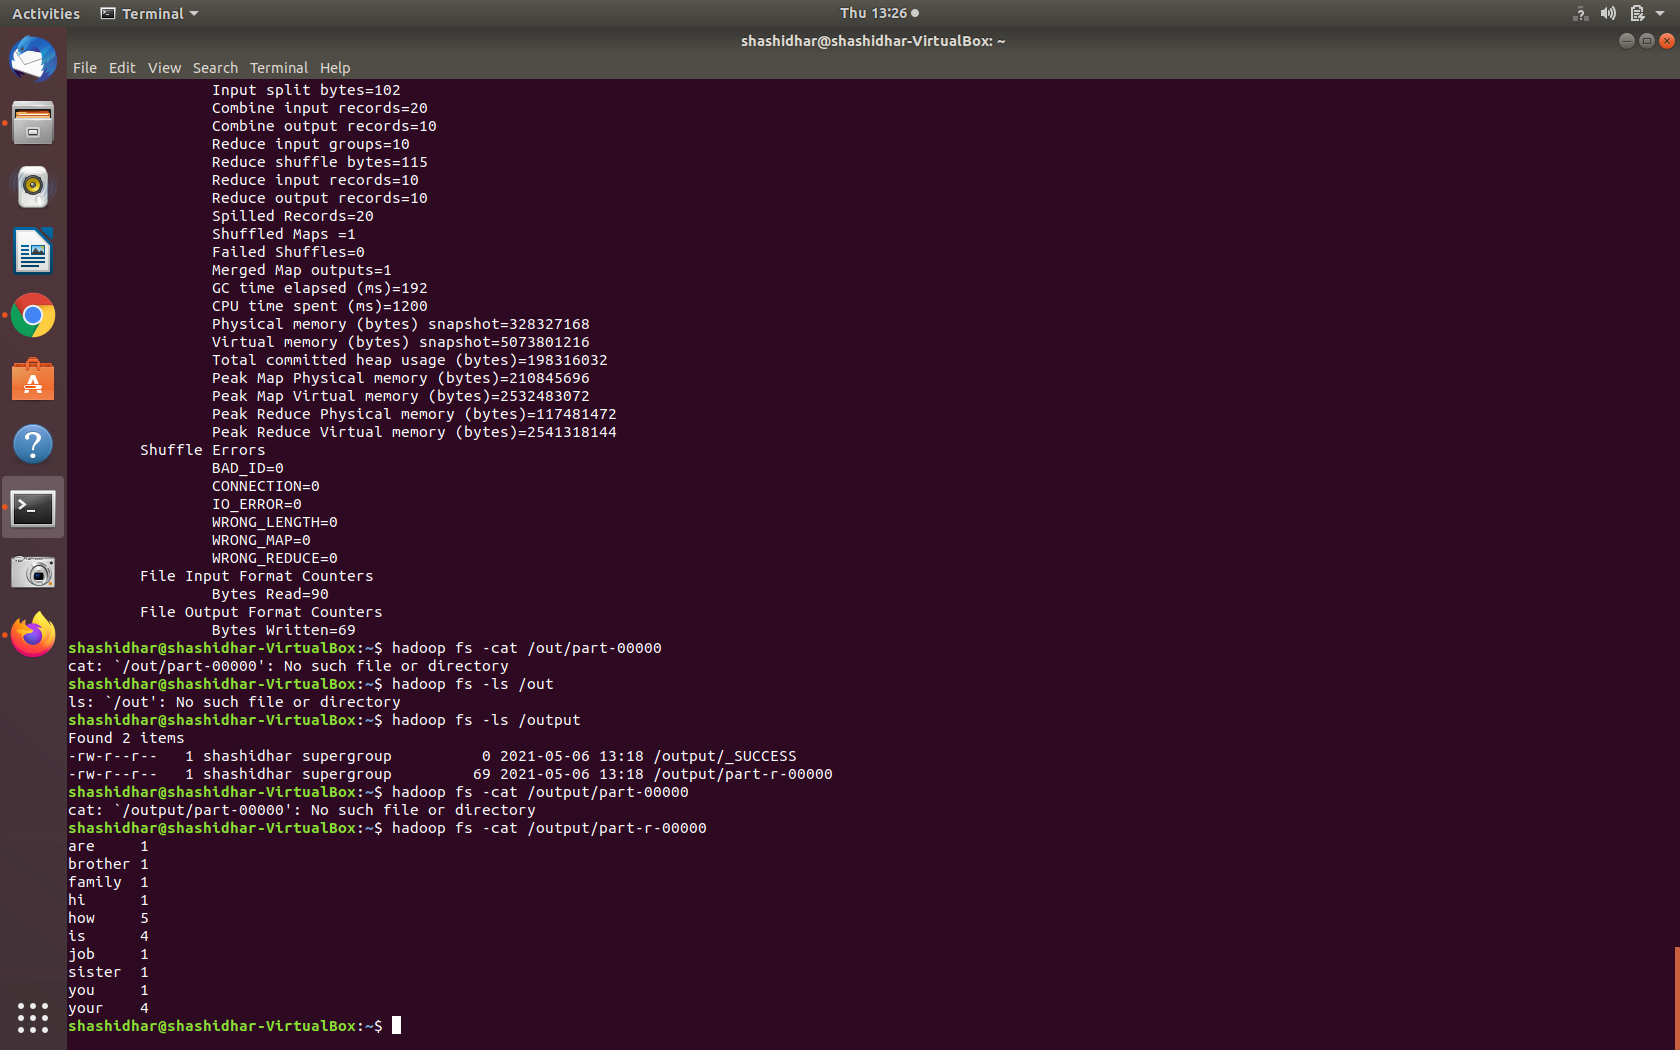 Activities Terminal Thu 13:26
shashidhar@shashidhar-VirtualBox: ~
File Edit View Search Terminal Help
Input split bytes=102
Combine input records=20
Combine output records=10
Reduce input groups=10
Reduce shuffle bytes=115
Reduce input records=10
Reduce output records=10
Spilled Records=20
Shuffled Maps =1
Failed Shuffles=0
Merged Map outputs=1
GC time elapsed (ms)=192
CPU time spent (ms)=1200
Physical memory (bytes) snapshot=328327168
Virtual memory (bytes) snapshot=5073801216
Total committed heap usage (bytes)=198316032
Peak Map Physical memory (bytes)=210845696
Peak Map Virtual memory (bytes)=2532483072
Peak Reduce Physical memory (bytes)=117481472
Peak Reduce Virtual memory (bytes)=2541318144
Shuffle Errors
BAD_ID=0
CONNECTION=0
IO_ERROR=0
WRONG_LENGTH=0
WRONG_MAP=0
WRONG_REDUCE=0
File Input Format Counters
Bytes Read=90
File Output Format Counters
Bytes Written=69
shashidhar@shashidhar-VirtualBox:~$ hadoop fs -cat /out/part-00000
cat: `/out/part-00000': No such file or directory
shashidhar@shashidhar-VirtualBox:~$ hadoop fs -ls /out
ls: `/out': No such file or directory
shashidhar@shashidhar-VirtualBox:~$ hadoop fs -ls /output
Found 2 items
-rw-r--r-- 1 shashidhar supergroup 0 2021-05-06 13:18 /output/_SUCCESS
-rw-r--r-- 1 shashidhar supergroup 69 2021-05-06 13:18 /output/part-r-00000
shashidhar@shashidhar-VirtualBox:~$ hadoop fs -cat /output/part-00000
cat: `/output/part-00000': No such file or directory
shashidhar@shashidhar-VirtualBox:~$ hadoop fs -cat /output/part-r-00000
are 1
brother 1
family 1
hi 1
how 5
is 4
job 1
sister 1
you 1
your 4
shashidhar@shashidhar-VirtualBox:~$